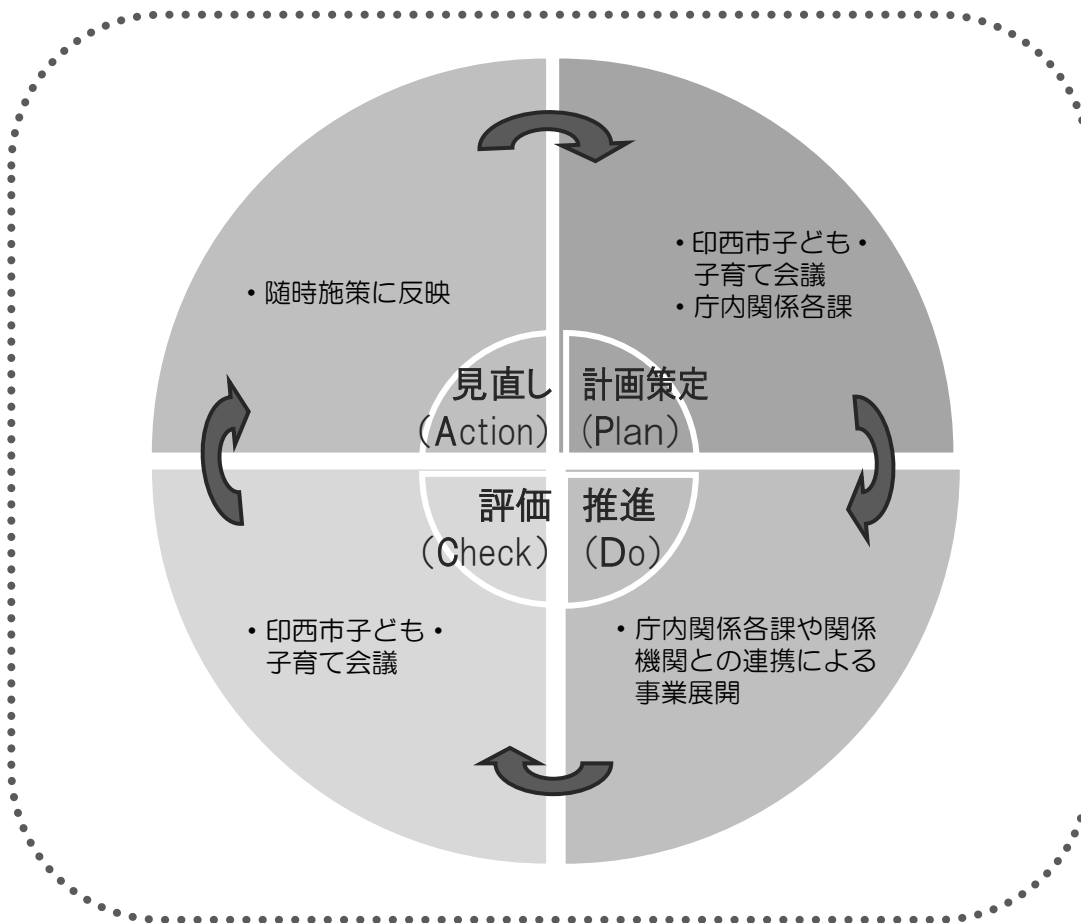 ・印西市子ども・
子育て会議
・庁内関係各課
・随時施策に反映
見直し
(Action)
計画策定
(Plan)
評価
(Check)
推進
(Do)
・印西市子ども・
子育て会議
・庁内関係各課や関係
機関との連携による
事業展開